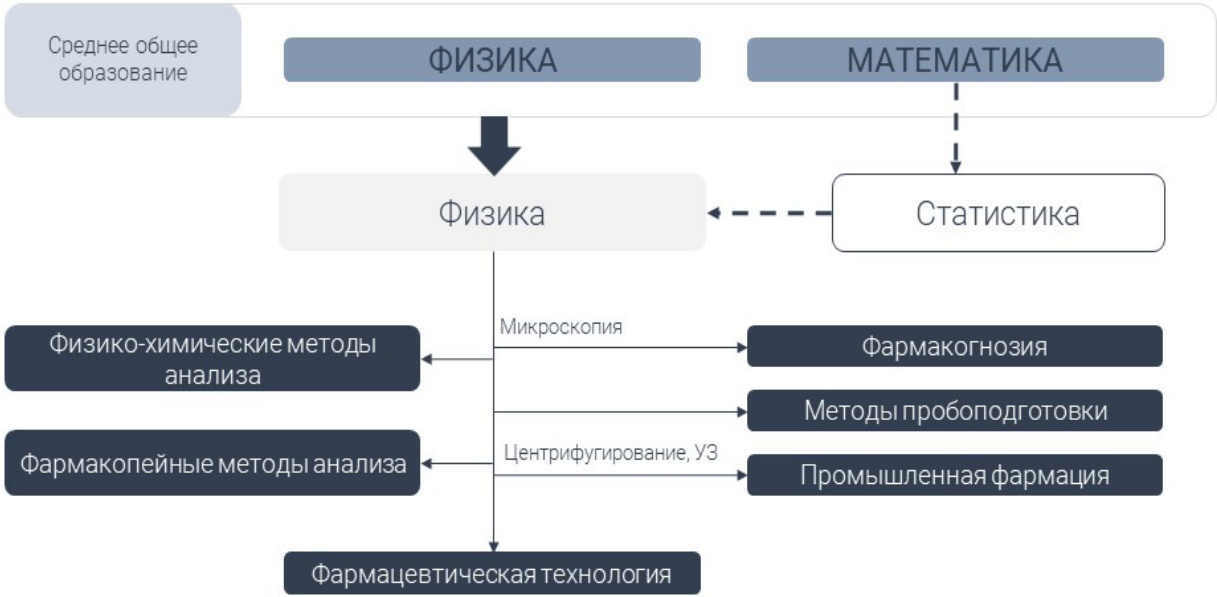 Среднее общее
образование
ФИЗИКА
МАТЕМАТИКА
Физика
Статистика
Микроскопия
Физико-химические методы
анализа
Фармакогнозия
Методы пробоподготовки
Фармакопейные методы анализа
Центрифугирование, УЗ
Промышленная фармация
Фармацевтическая технология